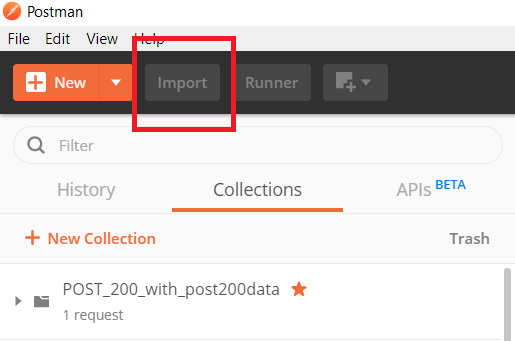 Postman
File Edit View Help
New Import Runner
Filter
History Collections APIs BETA
+ New Collection Trash
POST_200_with_post200data
1 request